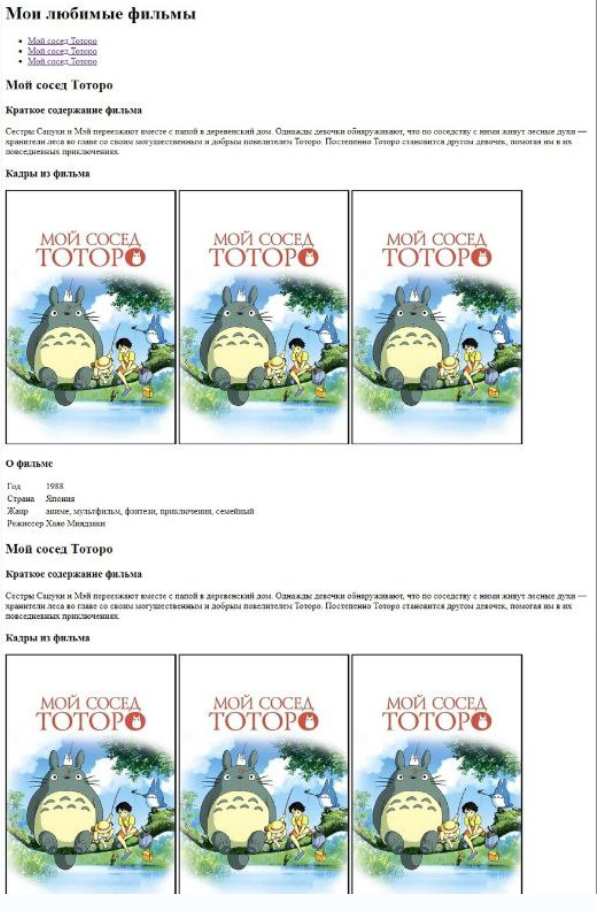 Мои любимые фильмы
Мой сосед Тоторо
Мой сосед Тоторо
Мой сосед Тоторо
Мой сосед Тоторо
Краткое содержание фильма
Сестры Сацуки и Мэй переезжают вместе с папой в деревенский дом. Однажды девочки обнаруживают, что по соседству с ними живут лесные духи —
хранители леса во главе со своим могущественным и добрым повелителем Тоторо. Постепенно Тоторо становится другом девочек, помогая им в их
повседневных приключениях.
Кадры из фильма
МОЙ СОСЕД
ТОТОРО
МОЙ СОСЕД
ТОТОРО
МОЙ СОСЕД
ТОТОРО
О фильме
Год 1988
Страна Япония
Жанр аниме, мультфильм, фэнтези, приключения, семейный
Режиссер Хаяо Миядзаки
Мой сосед Тоторо
Краткое содержание фильма
Сестры Сацуки и Мэй переезжают вместе с папой в деревенский дом. Однажды девочки обнаруживают, что по соседству с ними живут лесные духи —
хранители леса во главе со своим могущественным и добрым повелителем Тоторо. Постепенно Тоторо становится другом девочек, помогая им в их
повседневных приключениях.
Кадры из фильма
МОЙ СОСЕД
ТОТОРО
МОЙ СОСЕД
ТОТОРО
МОЙ СОСЕД
ТОТОРО